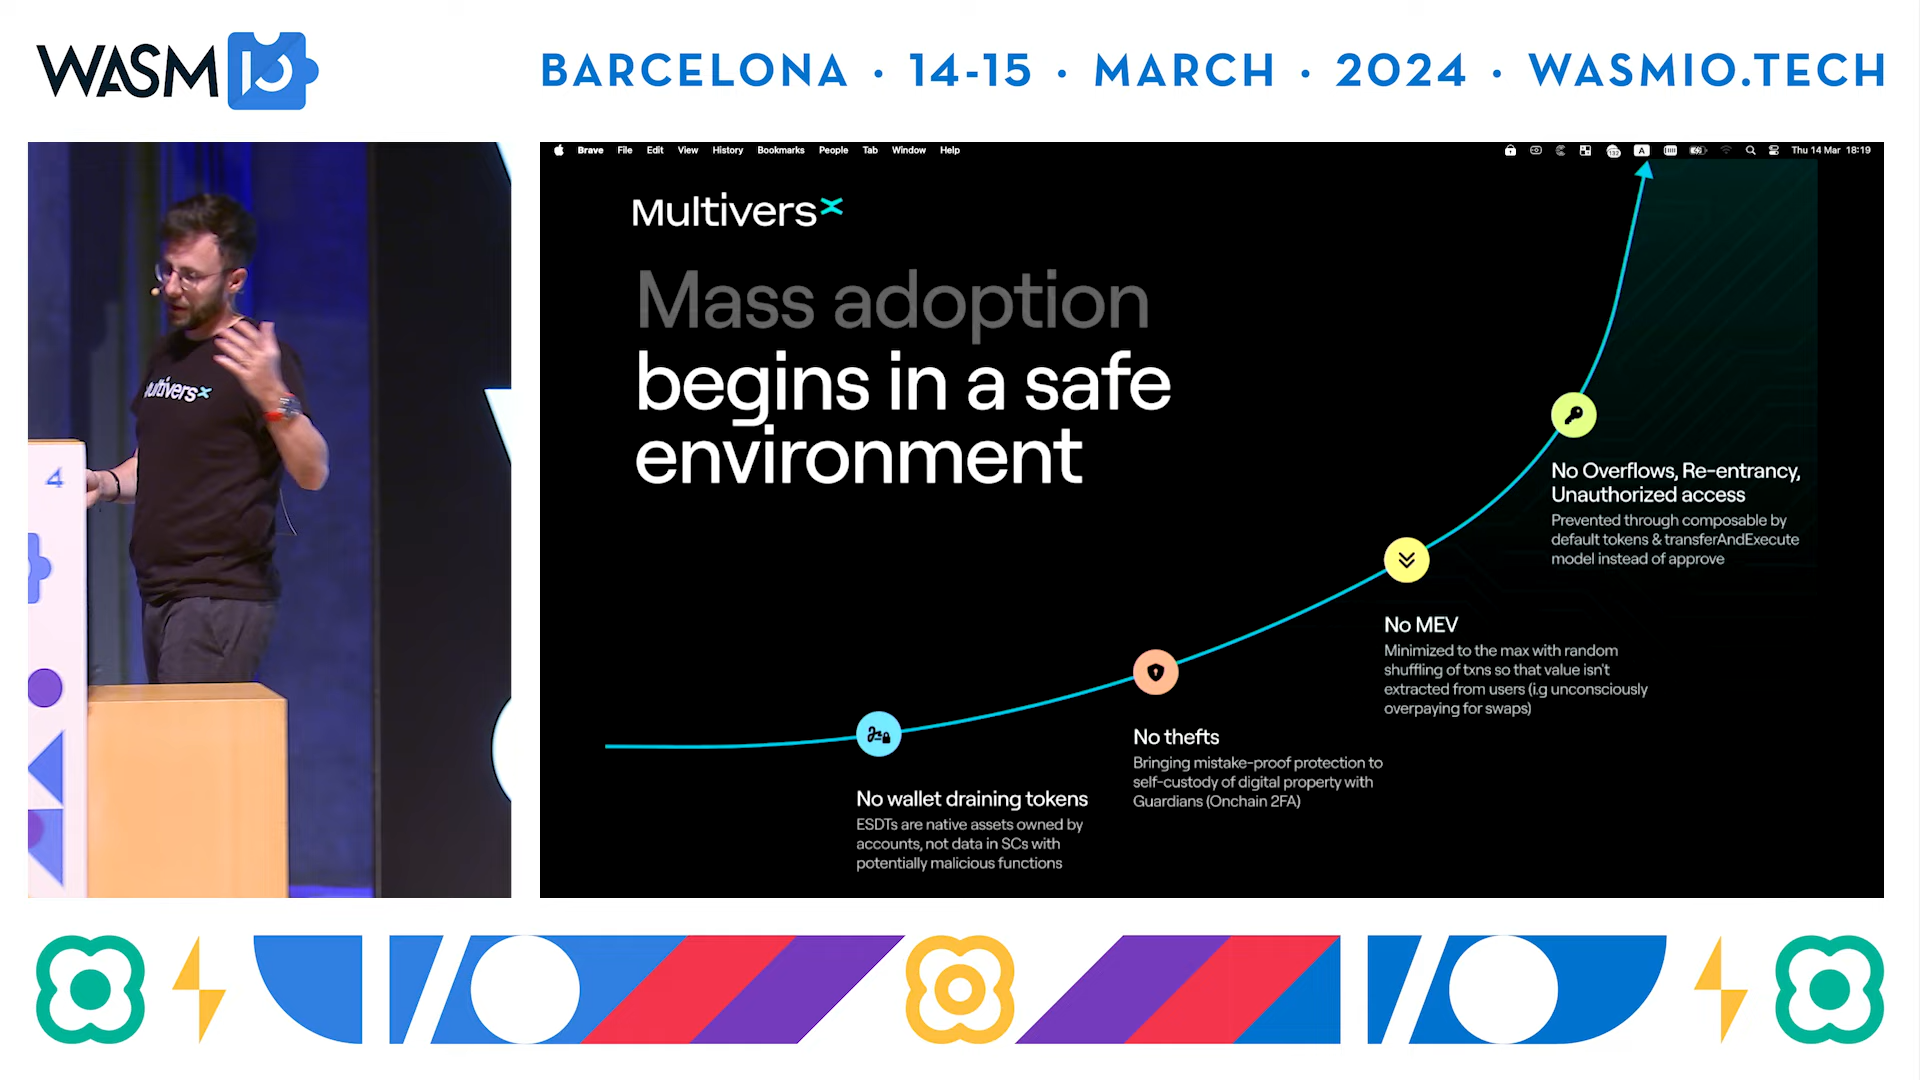 WASM IO
BARCELONA · 14-15 · MARCH · 2024 · WASMIO.TECH
Brave File Edit View History Bookmarks People Tab Window Help
A
Thu 14 Mar 18:19
MultiversX
Mass adoption
begins in a safe
environment
MultiversX
4
No Overflows, Re-entrancy,
Unauthorized access
Prevented through composable by
default tokens & transferAndExecute
model instead of approve
No MEV
Minimized to the max with random
shuffling of txns so that value isn't
extracted from users (i.g unconsciously
overpaying for swaps)
No thefts
Bringing mistake-proof protection to
self-custody of digital property with
Guardians (Onchain 2FA)
No wallet draining tokens
ESDTs are native assets owned by
accounts, not data in SCs with
potentially malicious functions